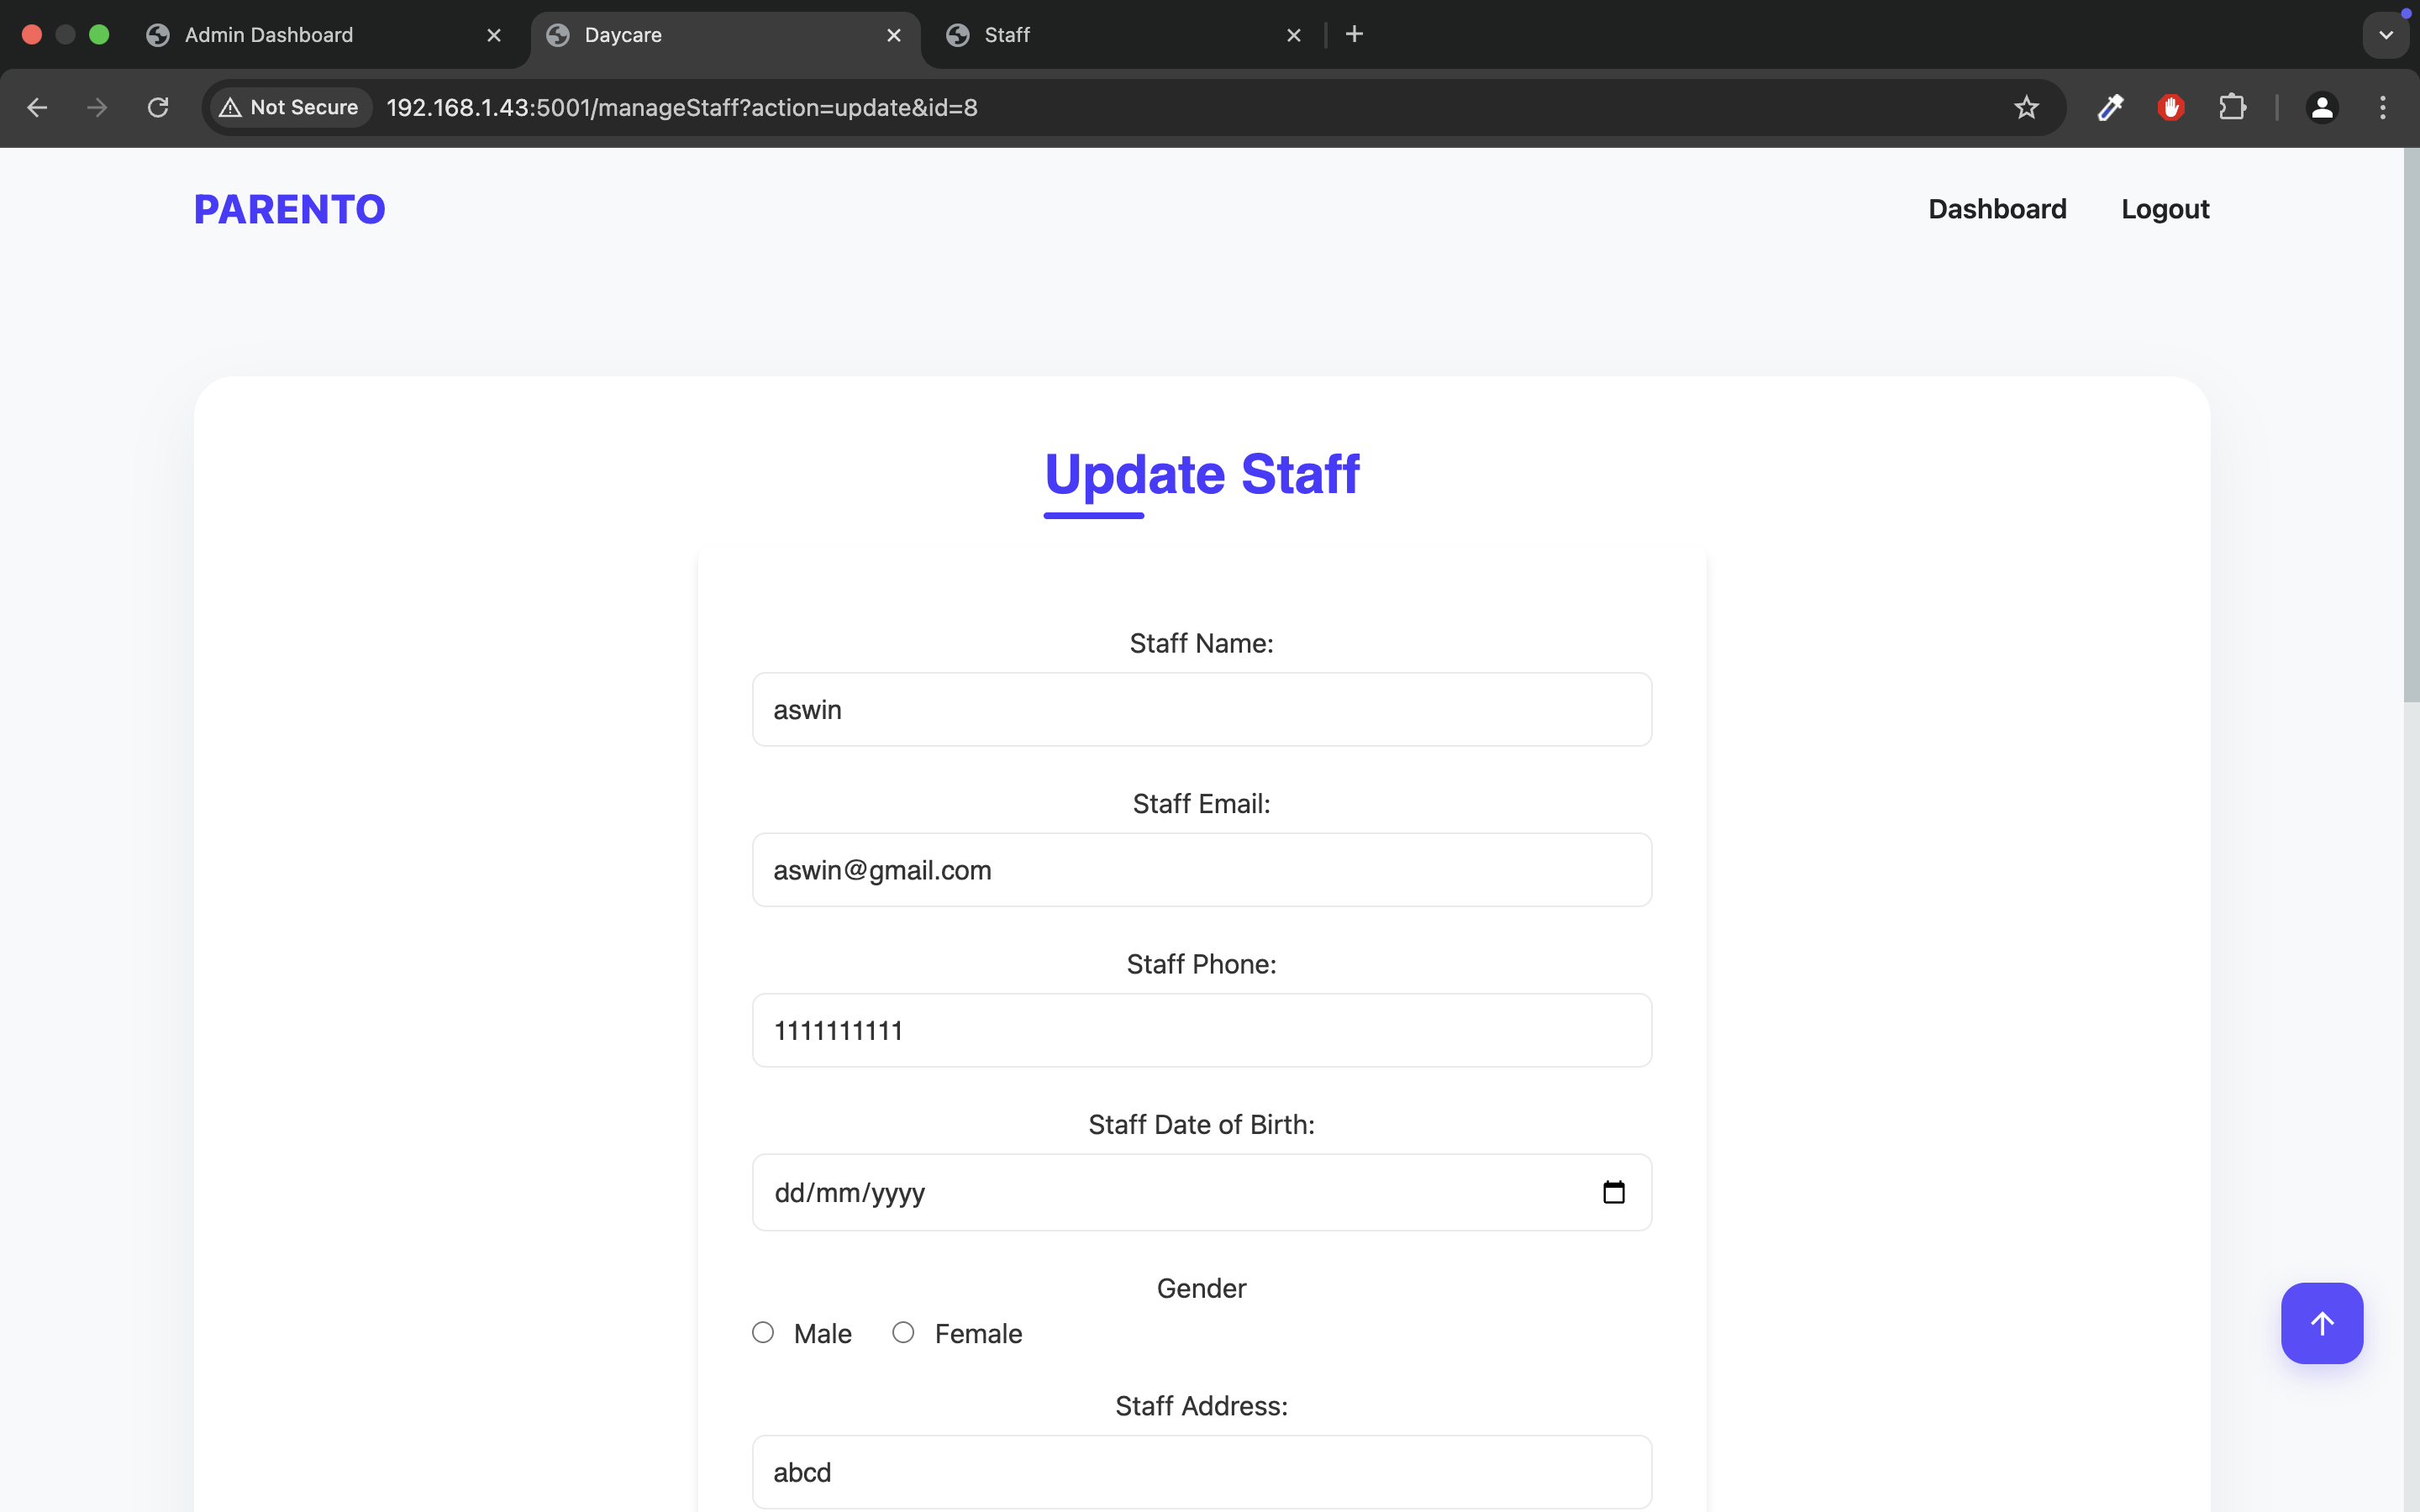 Admin Dashboard
Daycare
Staff
Not Secure
192.168.1.43:5001/manageStaff?action=update&id=8
PARENTO
Dashboard
Logout
Update Staff
Staff Name:
aswin
Staff Email:
aswin@gmail.com
Staff Phone:
1111111111
Staff Date of Birth:
dd/mm/yyyy
Gender
Male
Female
Staff Address:
abcd